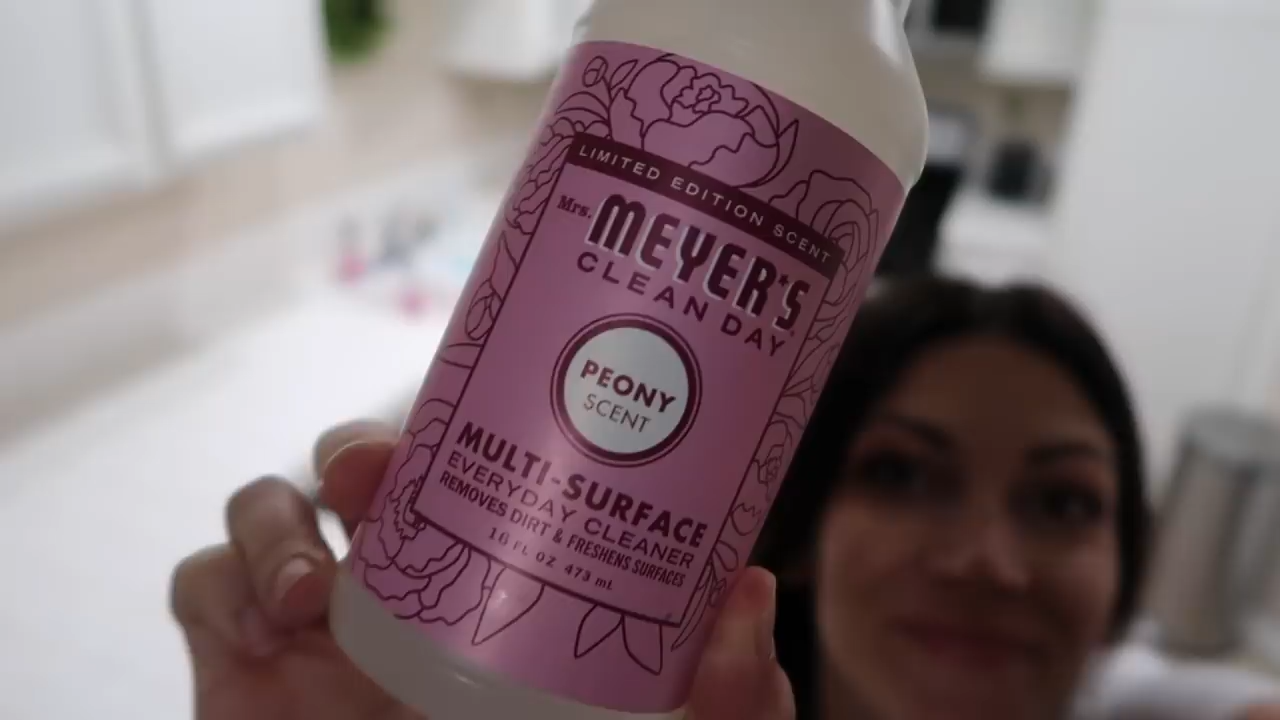 LIMITED EDITION SCENT
Mrs. MEYER'S
CLEAN DAY
PEONY
SCENT
MULTI-SURFACE
EVERYDAY CLEANER
REMOVES DIRT & FRESHENS SURFACES
16 FL OZ 473 mL